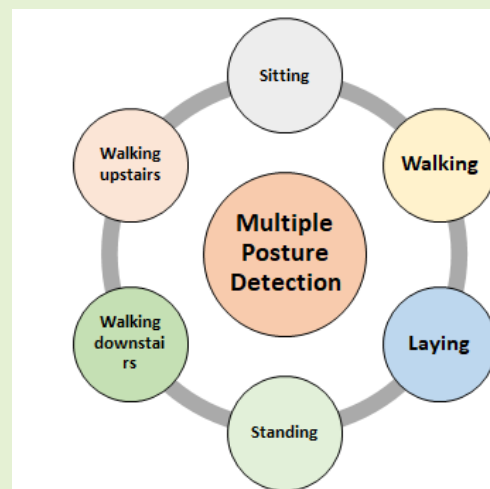 Sitting
Walking
upstairs
Walking
Multiple
Posture
Detection
Walking
downstai
rs
Laying
Standing